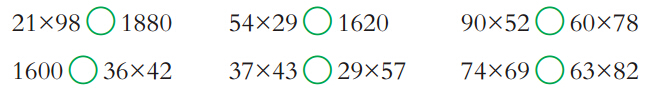 21×98 ◯ 1880 54×29 ◯ 1620 90×52 ◯ 60×78
1600 ◯ 36×42 37×43 ◯ 29×57 74×69 ◯ 63×82